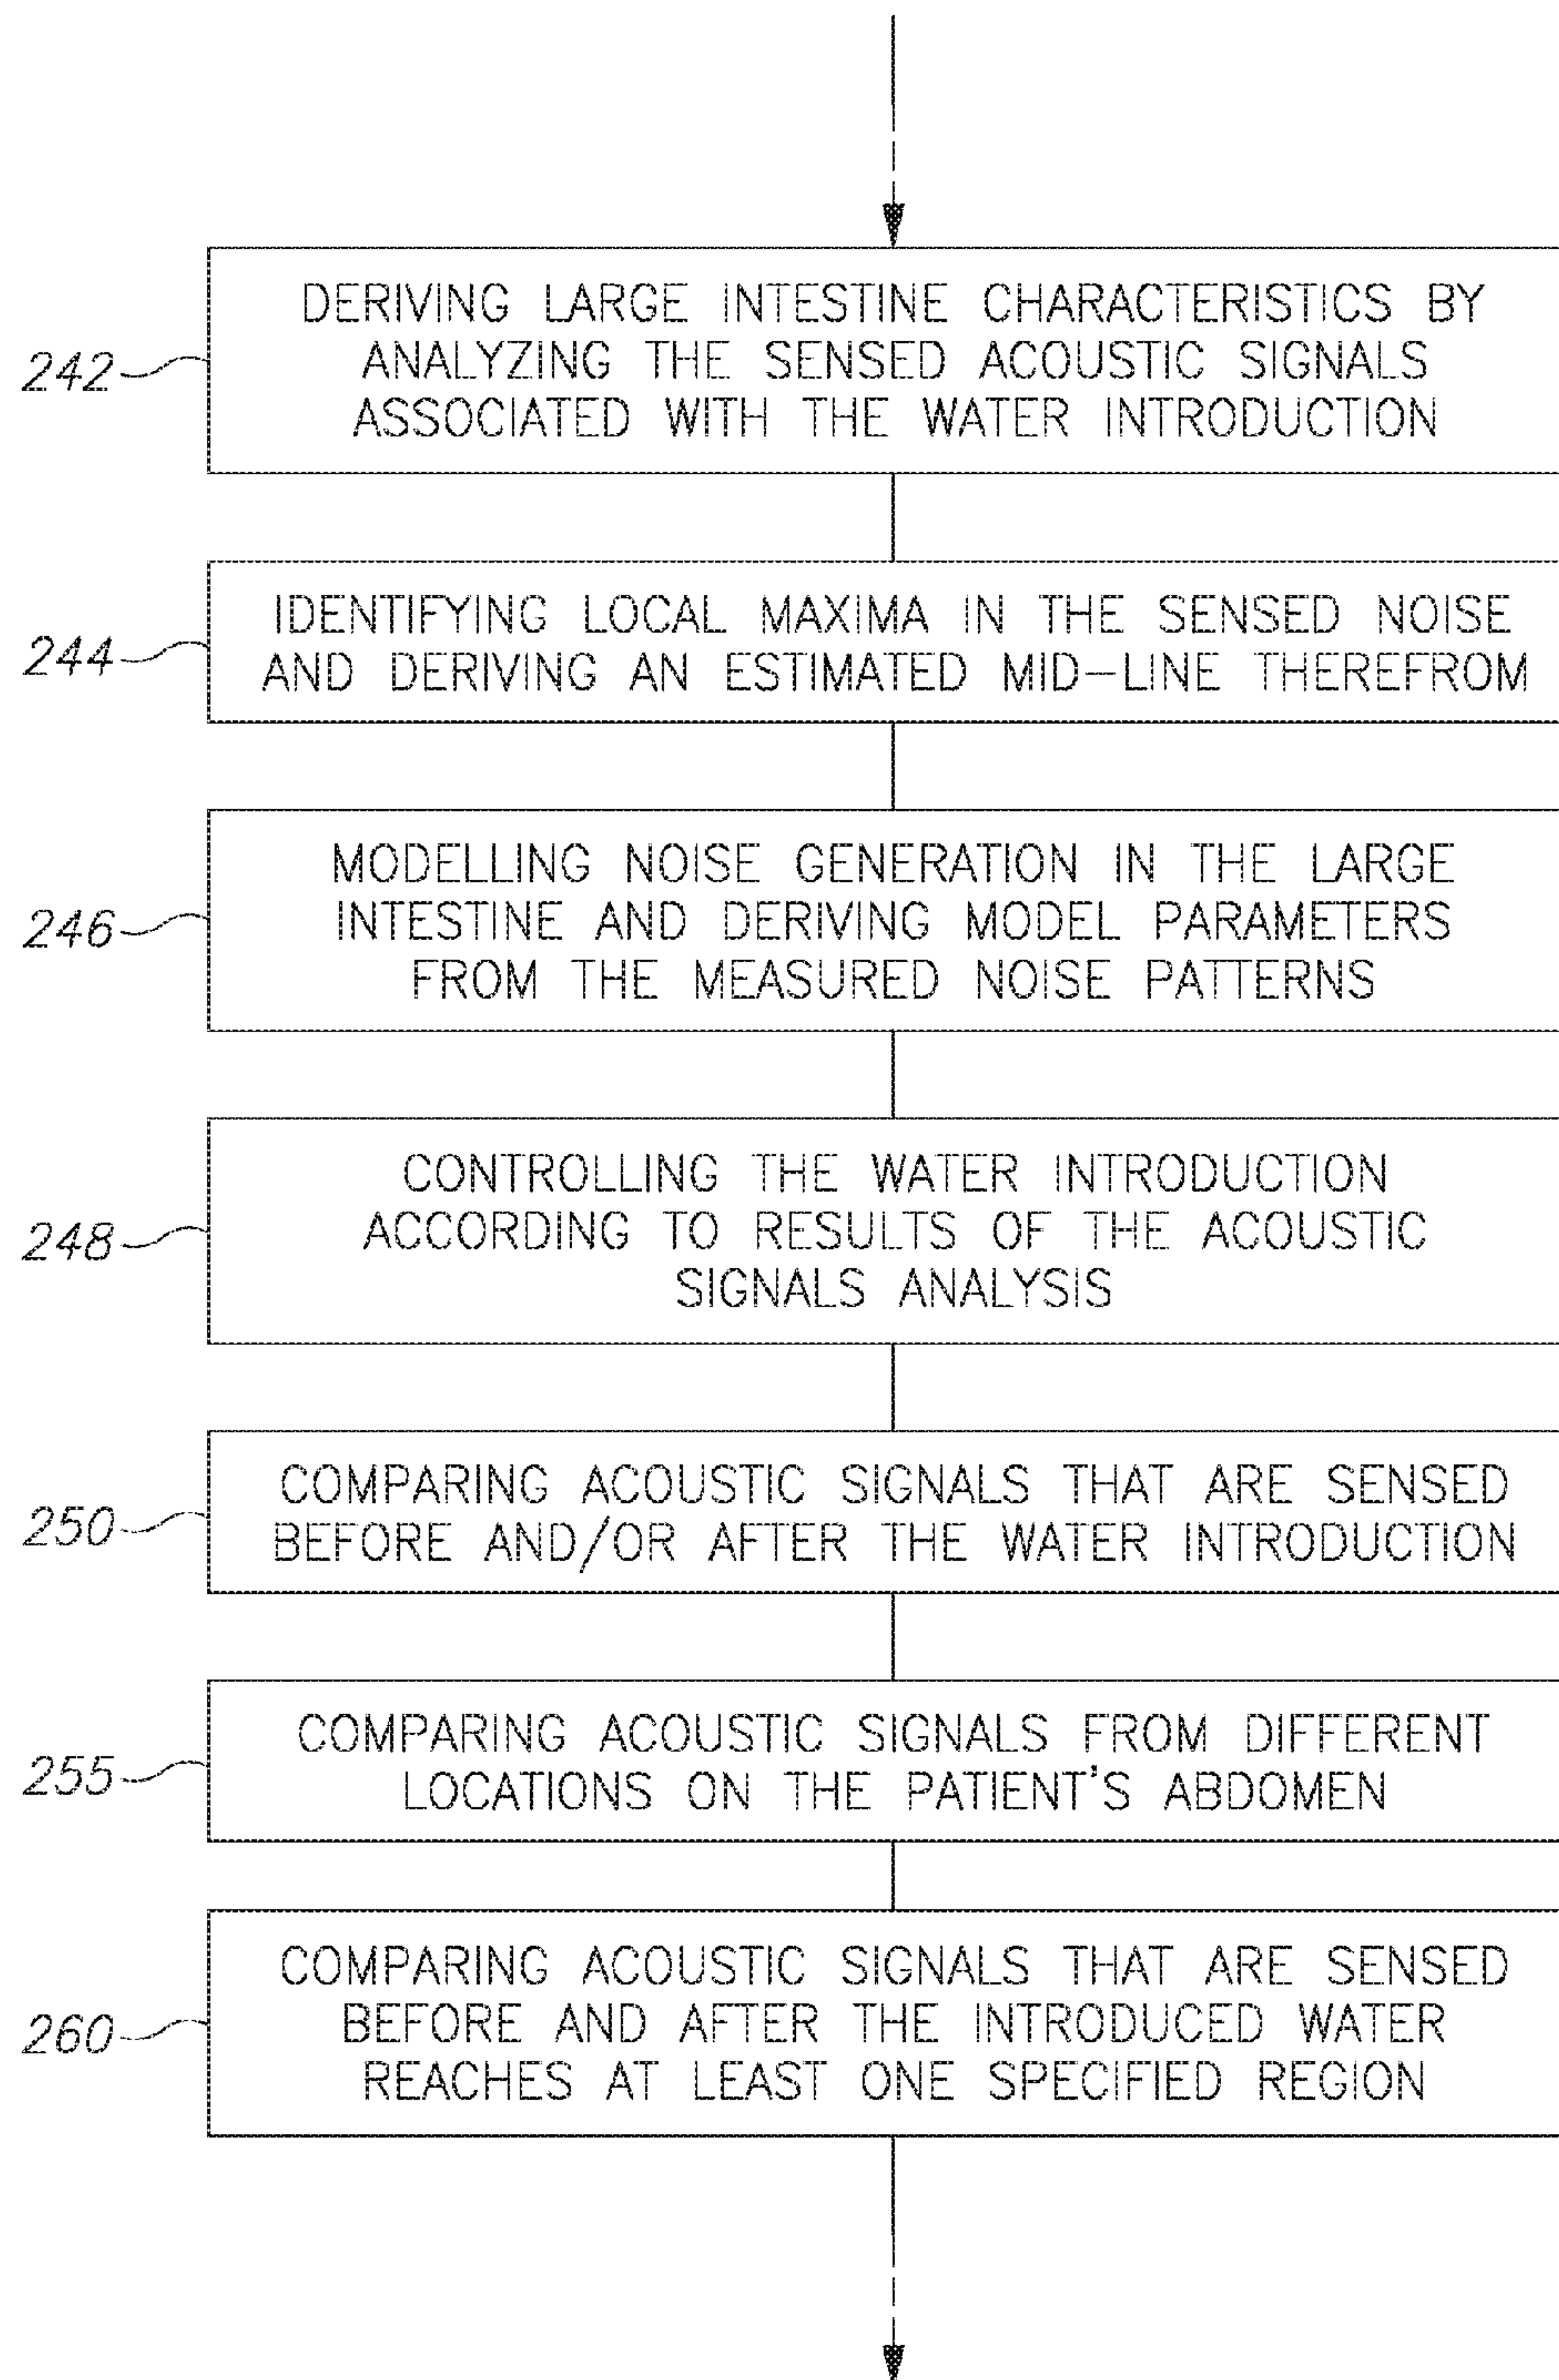 DERIVING LARGE INTESTINE CHARACTERISTICS BY
ANALYZING THE SENSED ACOUSTIC SIGNALS
ASSOCIATED WITH THE WATER INTRODUCTION
242
IDENTIFYING LOCAL MAXIMA IN THE SENSED NOISE
AND DERIVING AN ESTIMATED MID-LINE THEREFROM
244
MODELLING NOISE GENERATION IN THE LARGE
INTESTINE AND DERIVING MODEL PARAMETERS
FROM THE MEASURED NOISE PATTERNS
246
CONTROLLING THE WATER INTRODUCTION
ACCORDING TO RESULTS OF THE ACOUSTIC
SIGNALS ANALYSIS
248
COMPARING ACOUSTIC SIGNALS THAT ARE SENSED
BEFORE AND/OR AFTER THE WATER INTRODUCTION
250
COMPARING ACOUSTIC SIGNALS FROM DIFFERENT
LOCATIONS ON THE PATIENT'S ABDOMEN
255
COMPARING ACOUSTIC SIGNALS THAT ARE SENSED
BEFORE AND AFTER THE INTRODUCED WATER
REACHES AT LEAST ONE SPECIFIED REGION
260